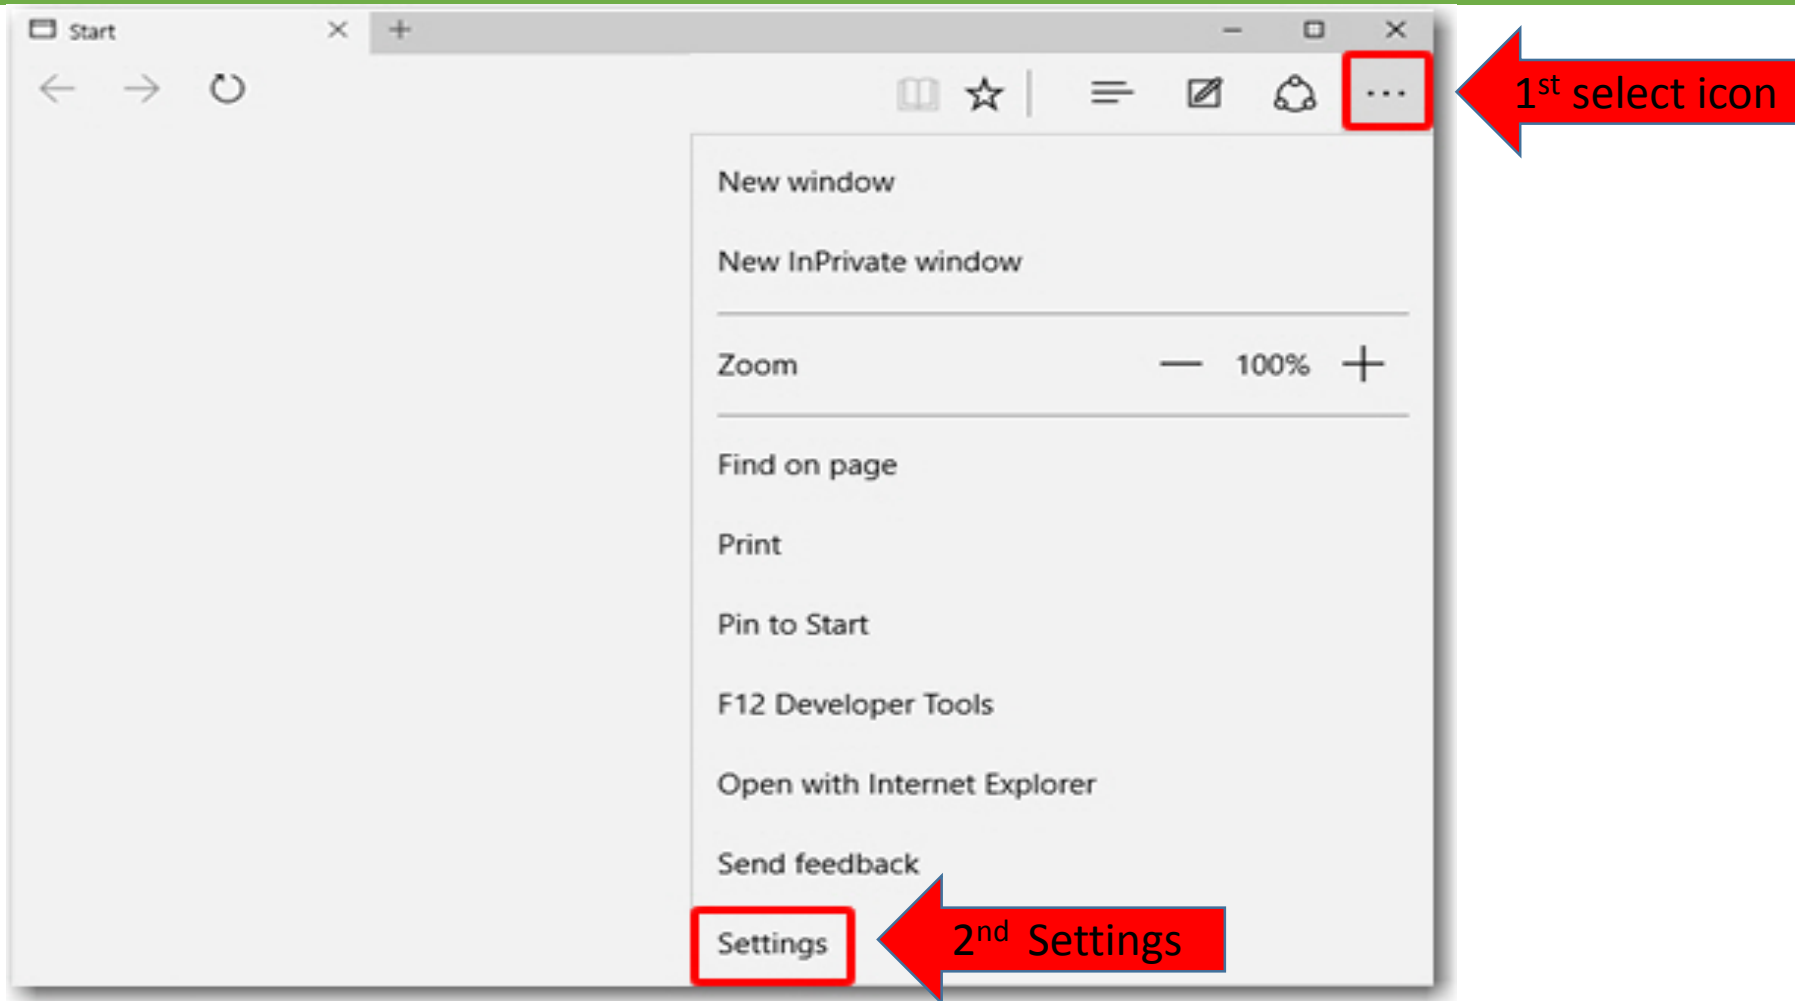 Start
1st select icon
New window
New InPrivate window
Zoom 100%
Find on page
Print
Pin to Start
F12 Developer Tools
Open with Internet Explorer
Send feedback
Settings
2nd Settings